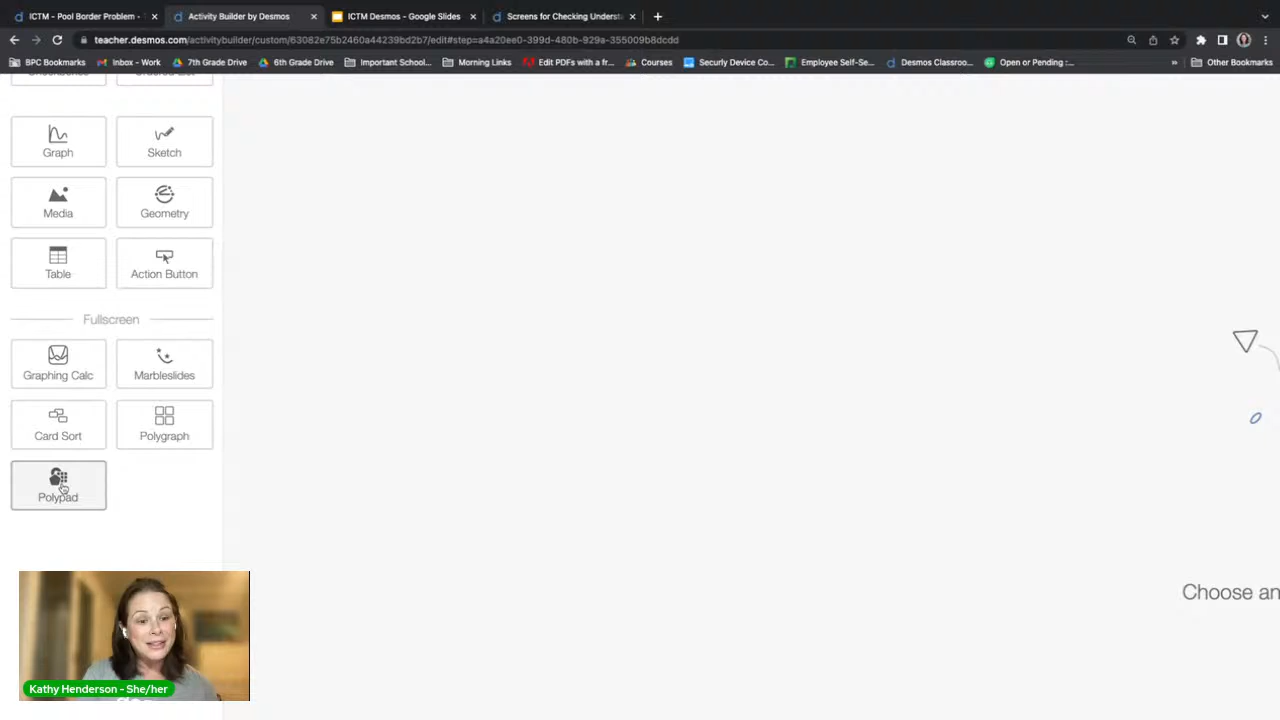 ICTM - Pool Border Problem -
Activity Builder by Desmos
ICTM Desmos - Google Slides
Screens for Checking Underst
teacher.desmos.com/activitybuilder/custom/63082e75b2460a44239bd2b7/edit#step=a4a20ee0-399d-480b-929a-355009b8dcdd
BPC Bookmarks
Inbox - Work
7th Grade Drive
6th Grade Drive
Important School...
Morning Links
Edit PDFs with a fr...
Courses
Securly Device Co...
Employee Self-Se...
Desmos Classroo...
Open or Pending :...
»
Other Bookmarks
Graph
Sketch
Media
Geometry
Table
Action Button
Fullscreen
Graphing Calc
Marbleslides
Card Sort
Polygraph
Polypad
Choose an
Kathy Henderson - She/her